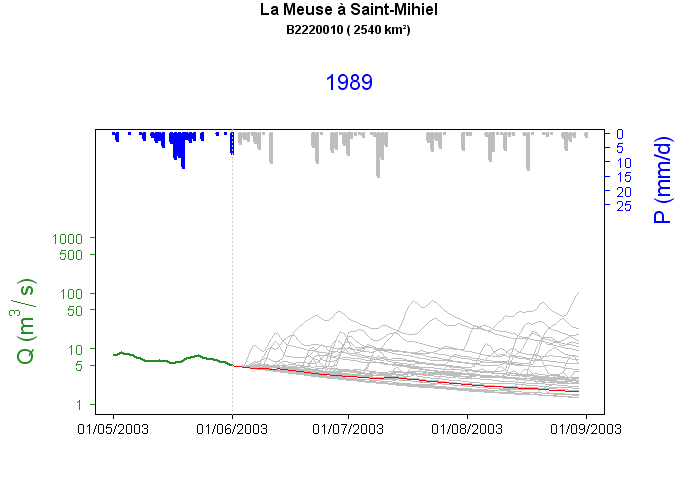 La Meuse à Saint-Mihiel
B2220010 ( 2540 km²)
1989
0
5
10
15
20
25
P (mm/d)
1000
500
100
50
10
5
1
Q (m³/ s)
01/05/2003 01/06/2003 01/07/2003 01/08/2003 01/09/2003